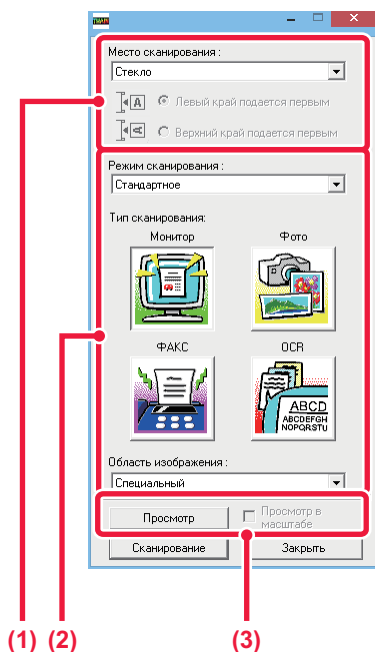 Место сканирования :
Стекло
A
Левый край подается первым
A
Верхний край подается первым
Режим сканирования :
Стандартное
Тип сканирования:
Монитор Фото
ФАКС OCR
ABCD
ABCDEFGH
NOPQRSTU
Область изображения :
Специальный
Просмотр Просмотр в
масштабе
Сканирование Закрыть
(1) (2) (3)